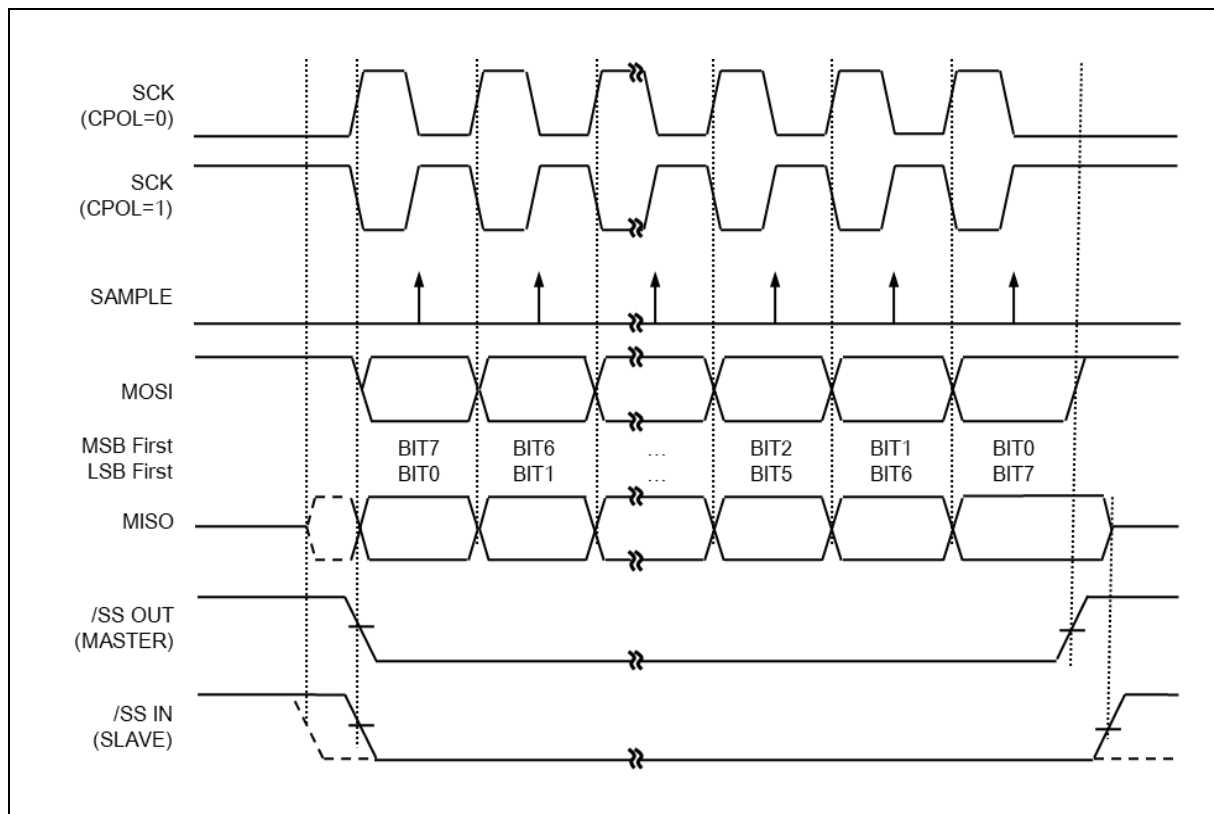 SCK
(CPOL=0)
SCK
(CPOL=1)
SAMPLE
MOSI
MSB First BIT7 BIT6 ... BIT2 BIT1 BIT0
LSB First BIT0 BIT1 ... BIT5 BIT6 BIT7
MISO
/SS OUT
(MASTER)
/SS IN
(SLAVE)